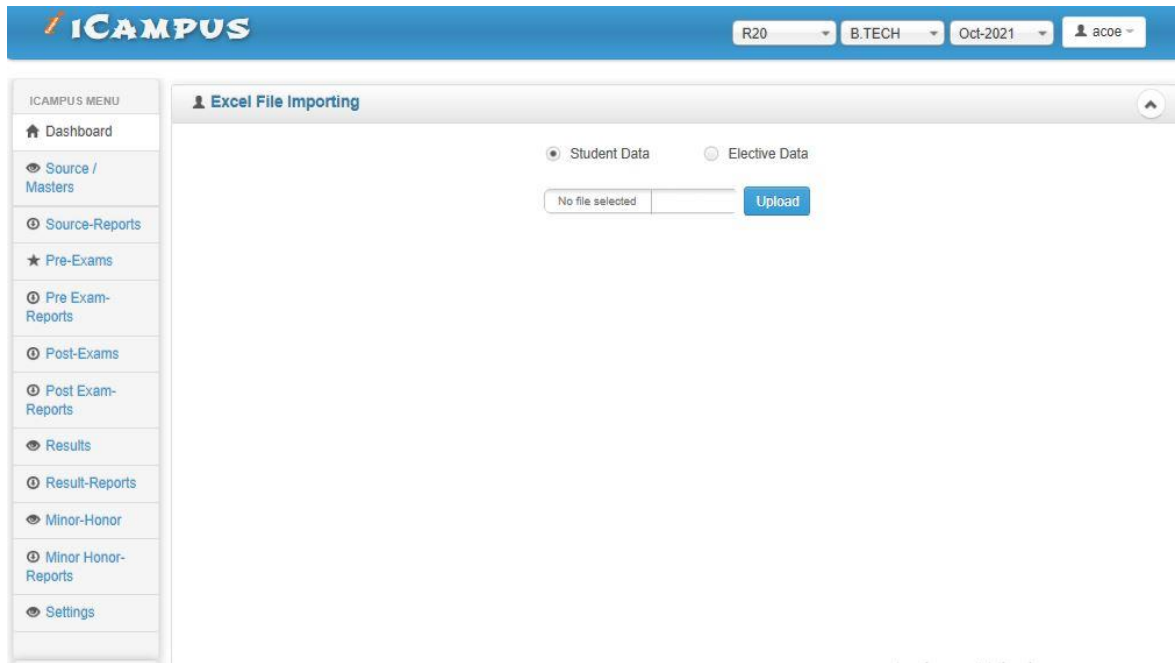 iCampus
R20
B.TECH
Oct-2021
acoe
ICAMPUS MENU
Dashboard
Source /
Masters
Source-Reports
Pre-Exams
Pre Exam-
Reports
Post-Exams
Post Exam-
Reports
Results
Result-Reports
Minor-Honor
Minor Honor-
Reports
Settings
Excel File Importing
Student Data
Elective Data
No file selected
Upload